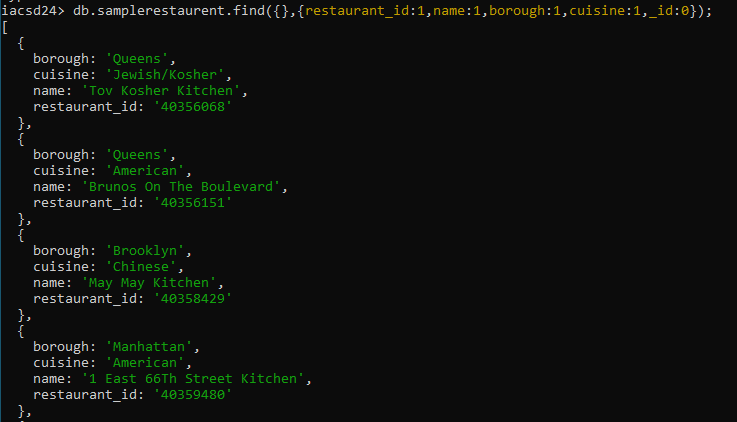 iacsd24> db.samplerestaurent.find({},{restaurant_id:1,name:1,borough:1,cuisine:1,_id:0});
[
  {
    borough: 'Queens',
    cuisine: 'Jewish/Kosher',
    name: 'Tov Kosher Kitchen',
    restaurant_id: '40356068'
  },
  {
    borough: 'Queens',
    cuisine: 'American',
    name: 'Brunos On The Boulevard',
    restaurant_id: '40356151'
  },
  {
    borough: 'Brooklyn',
    cuisine: 'Chinese',
    name: 'May May Kitchen',
    restaurant_id: '40358429'
  },
  {
    borough: 'Manhattan',
    cuisine: 'American',
    name: '1 East 66Th Street Kitchen',
    restaurant_id: '40359480'
  },